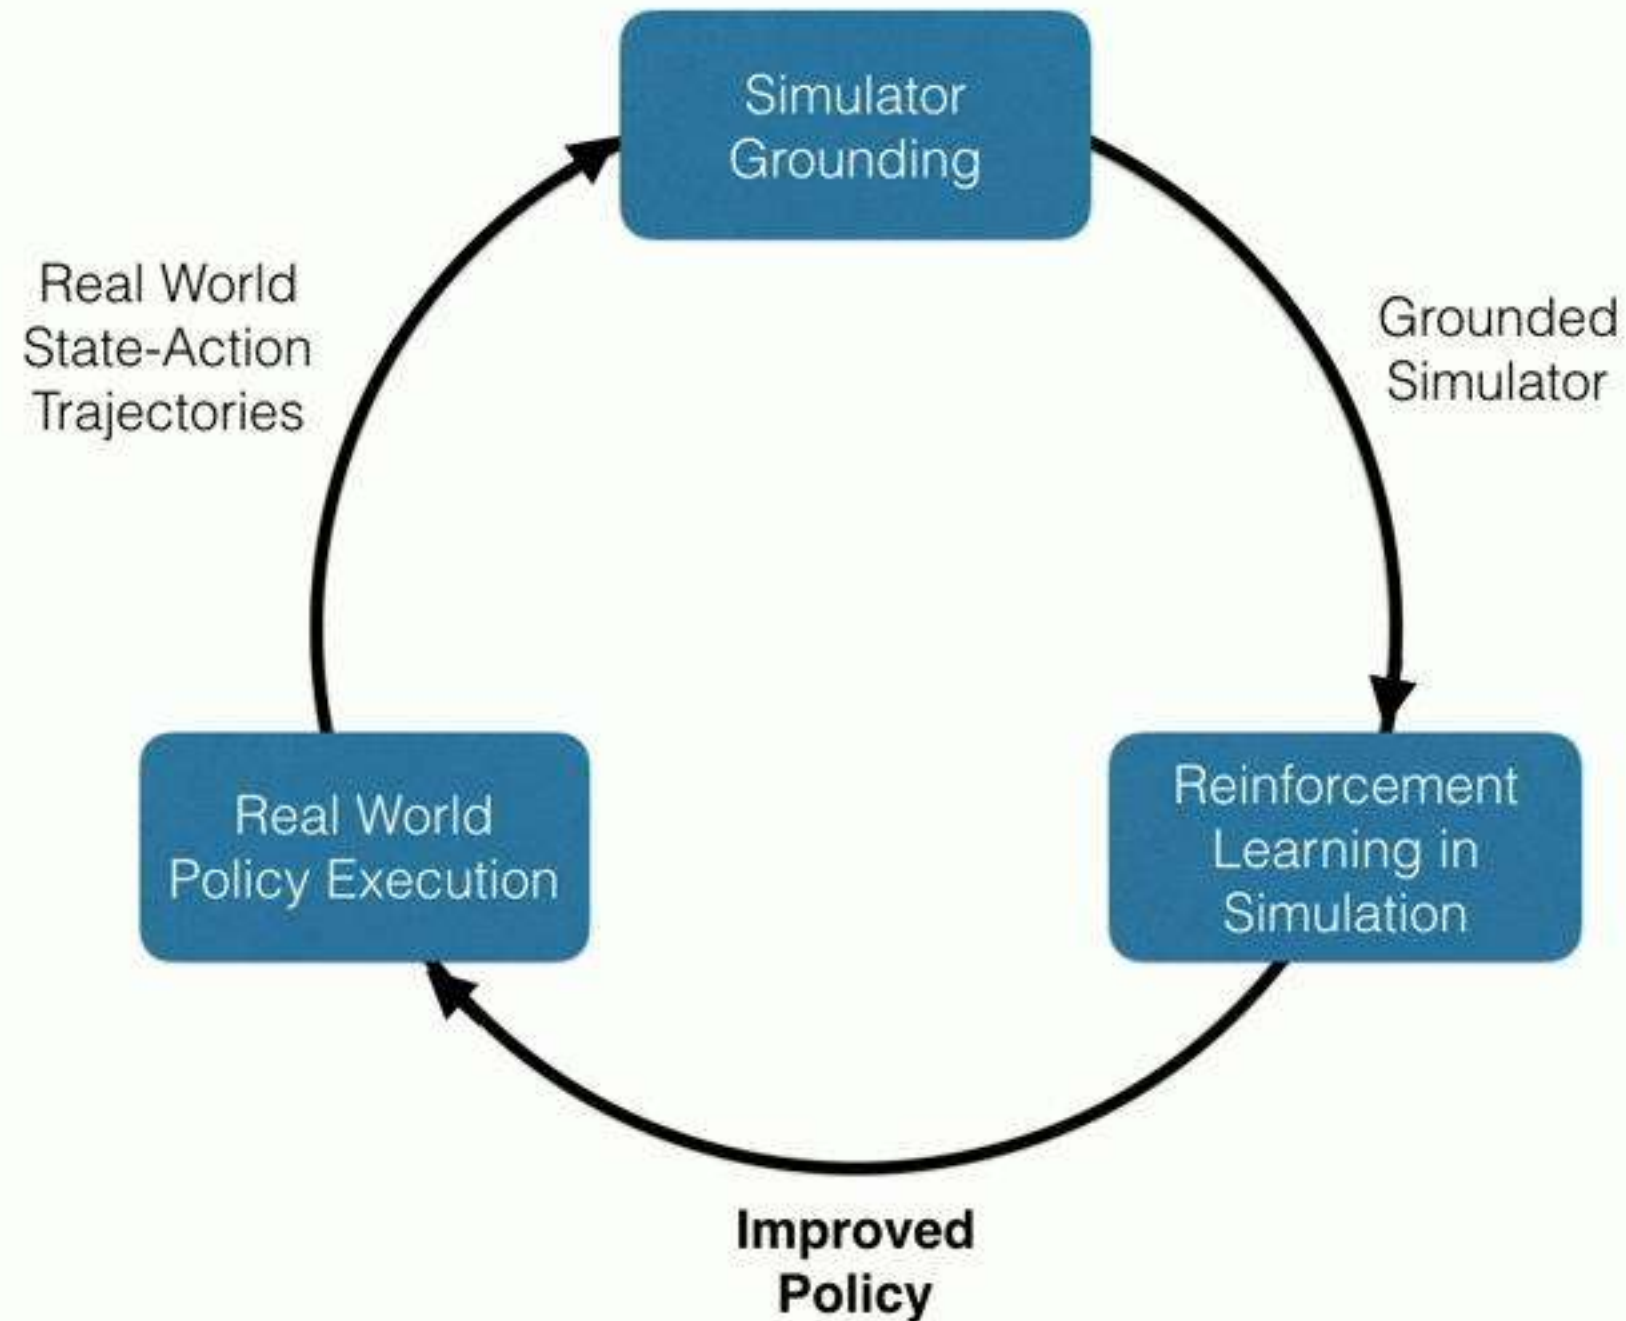 Simulator
Grounding
Real World
State-Action
Trajectories
Grounded
Simulator
Real World
Policy Execution
Reinforcement
Learning in
Simulation
Improved
Policy